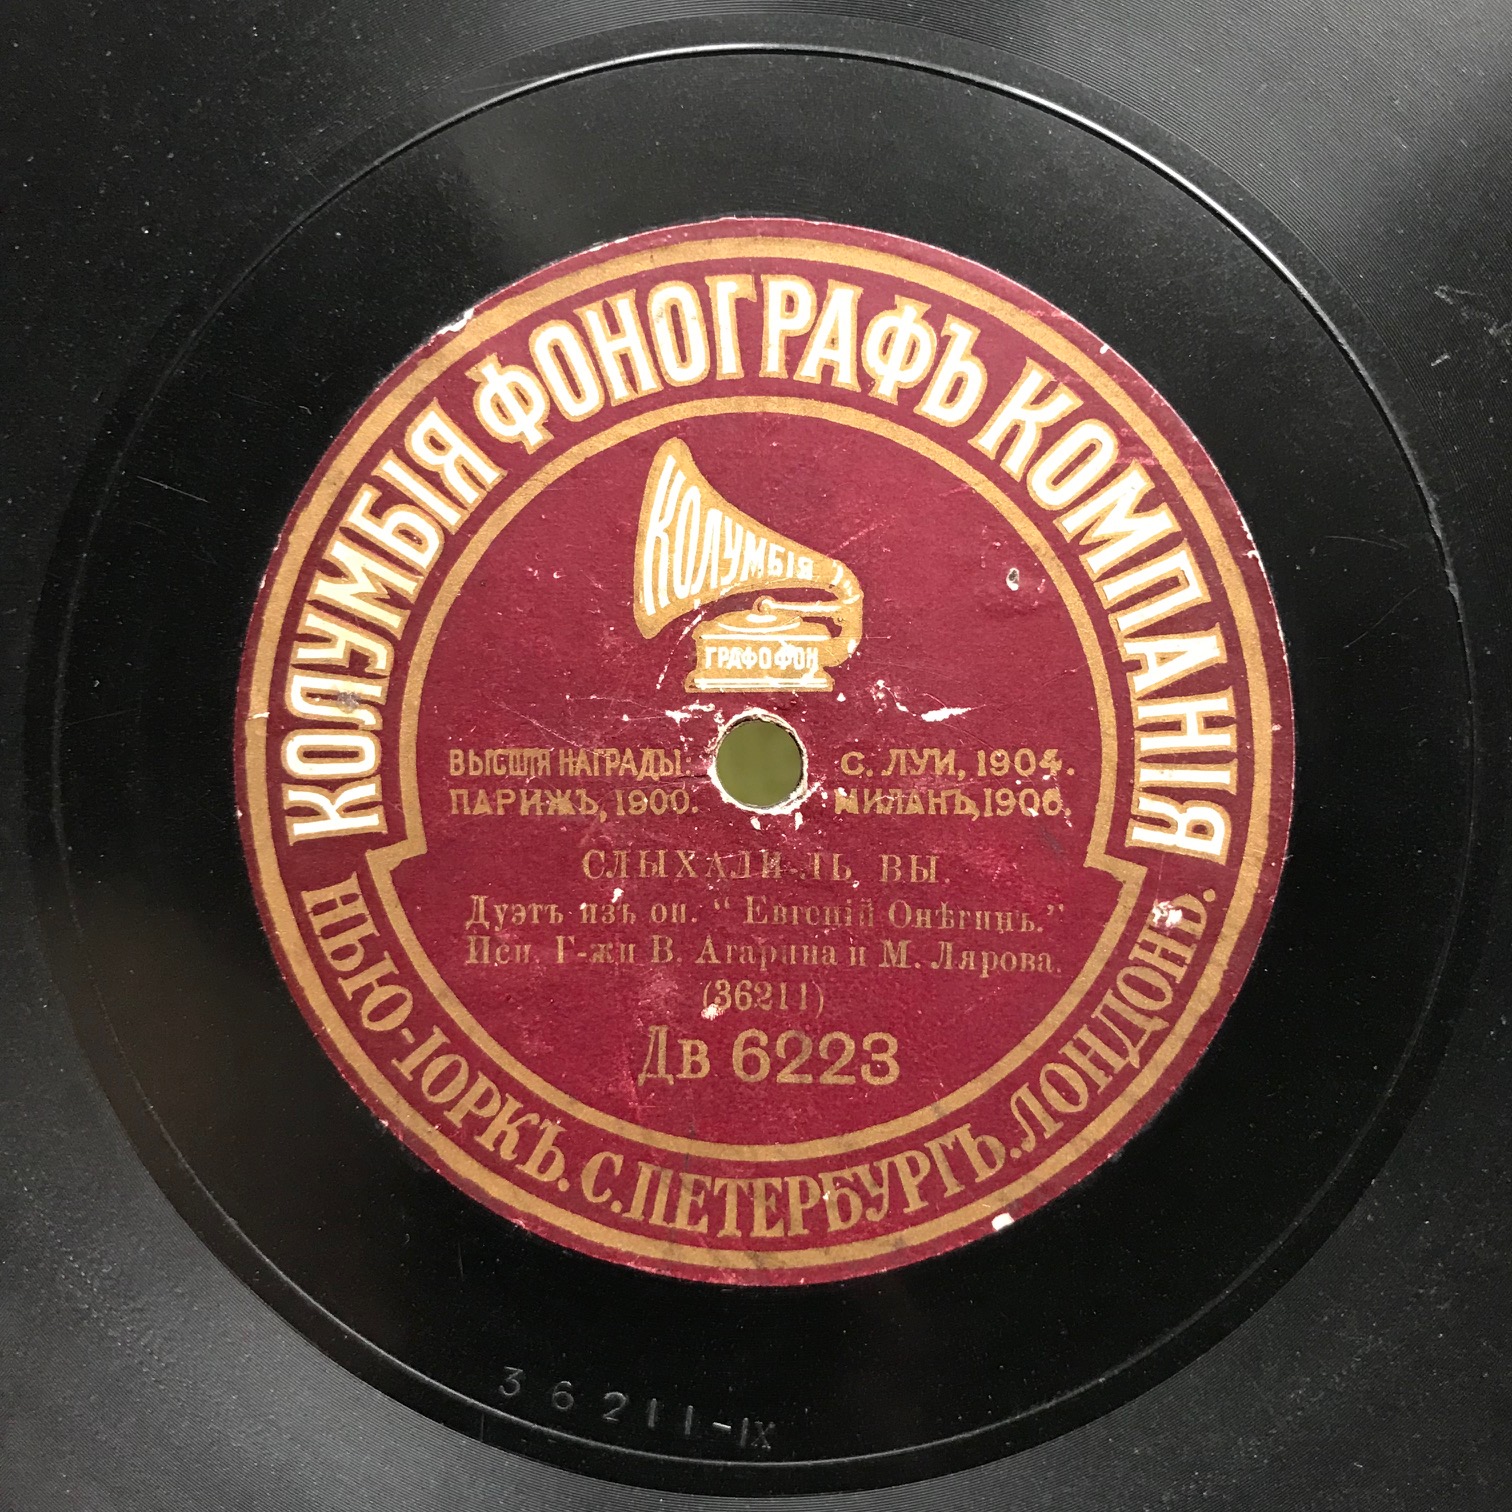 КОЛУМБІЯ ФОНОГРАФЪ КОМПАНІЯ
КОЛУМБІЯ
ГРАФОФОН
ВЫСШІЯ НАГРАДЫ: С. ЛУИ, 1904.
ПАРИЖЪ, 1900. МИЛАНЪ, 1906.
СЛЫХАЛИ-ЛЬ ВЫ.
Дуэтъ изъ оп. “ Евгеній Онѣгинъ.”
Исп. Г-жи В. Агарина и М. Лярова.
(36211)
Дв 6223
НЬЮ-ІОРКЪ. С. ПЕТЕРБУРГЪ. ЛОНДОНЪ.
36211-IX